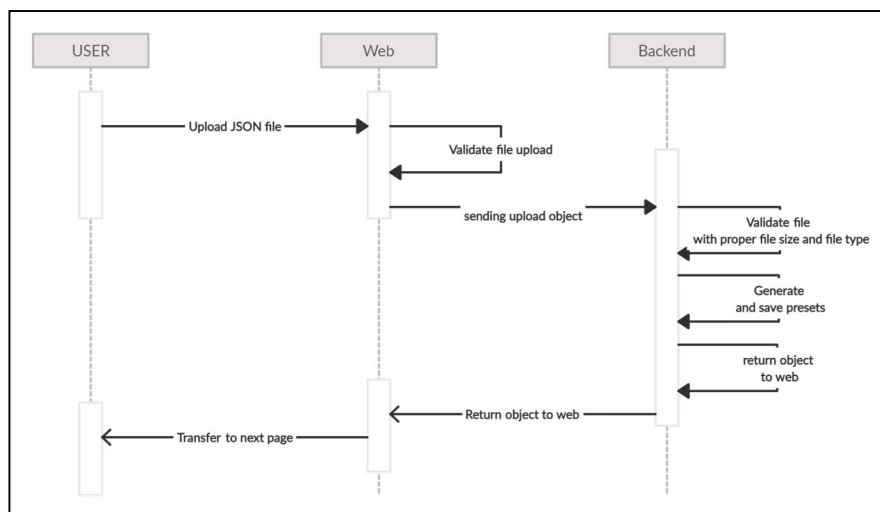 USER
Web
Backend
Upload JSON file
Validate file upload
sending upload object
Validate file
with proper file size and file type
Generate
and save presets
return object
to web
Return object to web
Transfer to next page